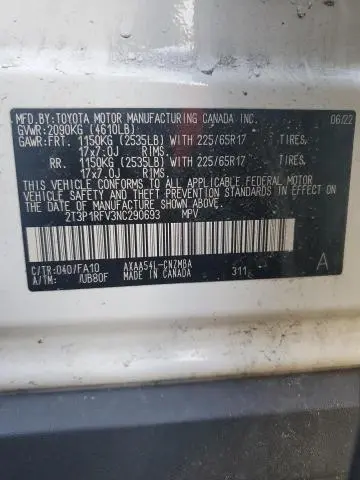 MFD.BY:TOYOTA MOTOR MANUFACTURING CANADA INC. 06/22
GVWR:2090KG (4610LB)
GAWR:FRT. 1150KG (2535LB) WITH 225/65R17 TIRES,
17x7.0J RIMS.
RR. 1150KG (2535LB) WITH 225/65R17 TIRES,
17x7.0J RIMS.
THIS VEHICLE CONFORMS TO ALL APPLICABLE FEDERAL MOTOR
VEHICLE SAFETY AND THEFT PREVENTION STANDARDS IN
EFFECT ON THE DATE OF MANUFACTURE SHOWN ABOVE.
2T3P1RFV3NC290693 MPV
C/TR:040/FA10 AXAA54L-CNZMBA 311 A
A/TM: /UB80F MADE IN CANADA